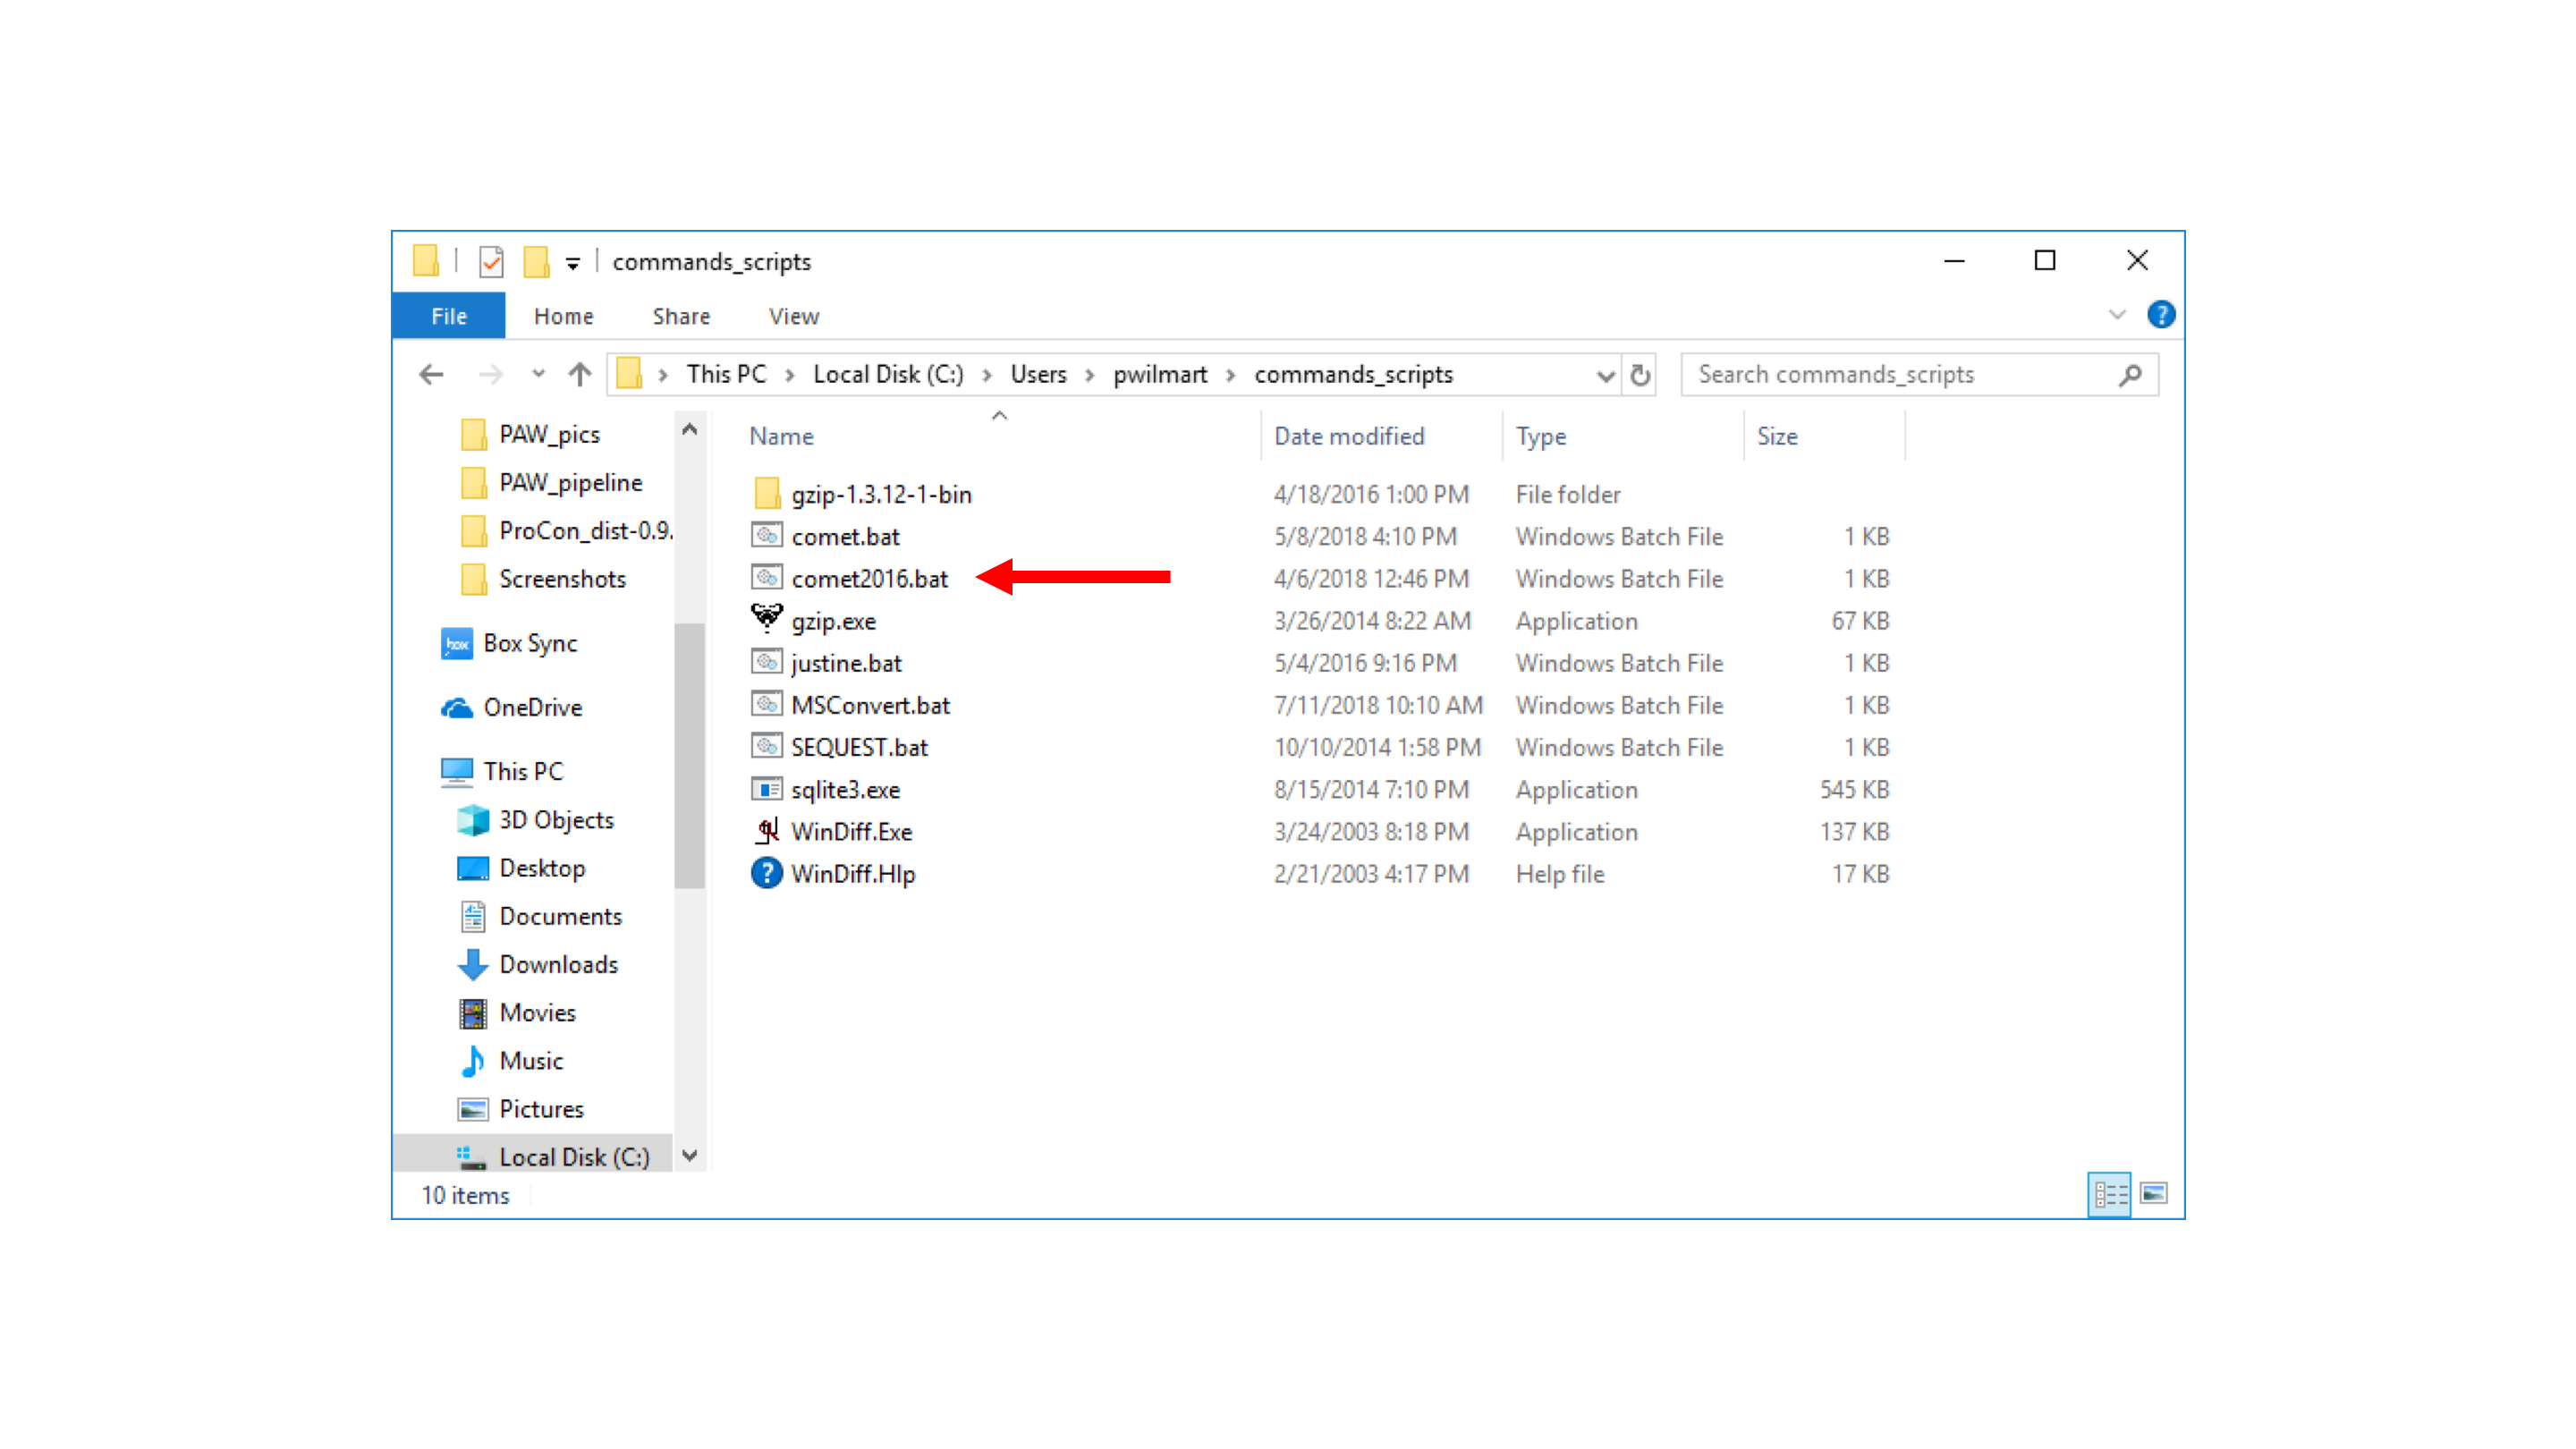 commands_scripts
File Home Share View
This PC Local Disk (C:) Users pwilmart commands_scripts Search commands_scripts
PAW_pics
PAW_pipeline
ProCon_dist-0.9.
Screenshots
Box Sync
OneDrive
This PC
3D Objects
Desktop
Documents
Downloads
Movies
Music
Pictures
Local Disk (C:)
Name Date modified Type Size
gzip-1.3.12-1-bin 4/18/2016 1:00 PM File folder
comet.bat 5/8/2018 4:10 PM Windows Batch File 1 KB
comet2016.bat 4/6/2018 12:46 PM Windows Batch File 1 KB
gzip.exe 3/26/2014 8:22 AM Application 67 KB
justine.bat 5/4/2016 9:16 PM Windows Batch File 1 KB
MSConvert.bat 7/11/2018 10:10 AM Windows Batch File 1 KB
SEQUEST.bat 10/10/2014 1:58 PM Windows Batch File 1 KB
sqlite3.exe 8/15/2014 7:10 PM Application 545 KB
WinDiff.Exe 3/24/2003 8:18 PM Application 137 KB
WinDiff.Hlp 2/21/2003 4:17 PM Help file 17 KB
10 items